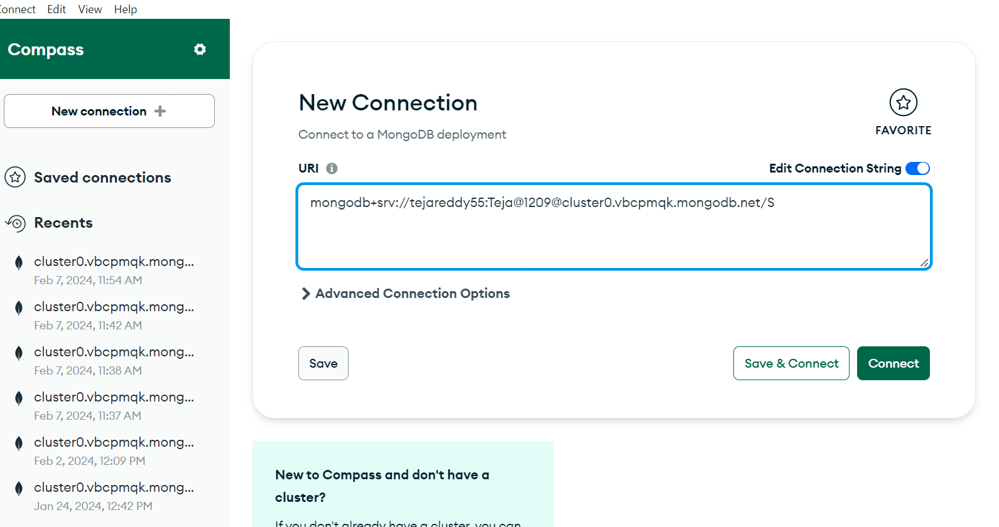 Connect Edit View Help
Compass
New connection
Saved connections
Recents
cluster0.vbcpmqk.mong...
Feb 7, 2024, 11:54 AM
cluster0.vbcpmqk.mong...
Feb 7, 2024, 11:42 AM
cluster0.vbcpmqk.mong...
Feb 7, 2024, 11:38 AM
cluster0.vbcpmqk.mong...
Feb 7, 2024, 11:37 AM
cluster0.vbcpmqk.mong...
Feb 2, 2024, 12:09 PM
cluster0.vbcpmqk.mong...
Jan 24, 2024, 12:42 PM
New Connection
Connect to a MongoDB deployment
FAVORITE
URI
Edit Connection String
mongodb+srv://tejareddy55:Teja@1209@cluster0.vbcpmqk.mongodb.net/S
Advanced Connection Options
Save
Save & Connect
Connect
New to Compass and don't have a
cluster?
If you don't already have a cluster, you can